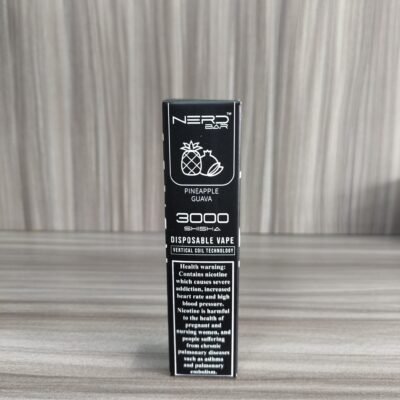 NERD™
BAR
PINEAPPLE
GUAVA
3000
SHISHA
DISPOSABLE VAPE
VERTICAL COIL TECHNOLOGY
Health warning:
Contains nicotine
which causes severe
addiction, increased
heart rate and high
blood pressure.
Nicotine is harmful
to the health of
pregnant and
nursing women, and
people suffering
from chronic
pulmonary diseases
such as asthma
and pulmonary
embolism.